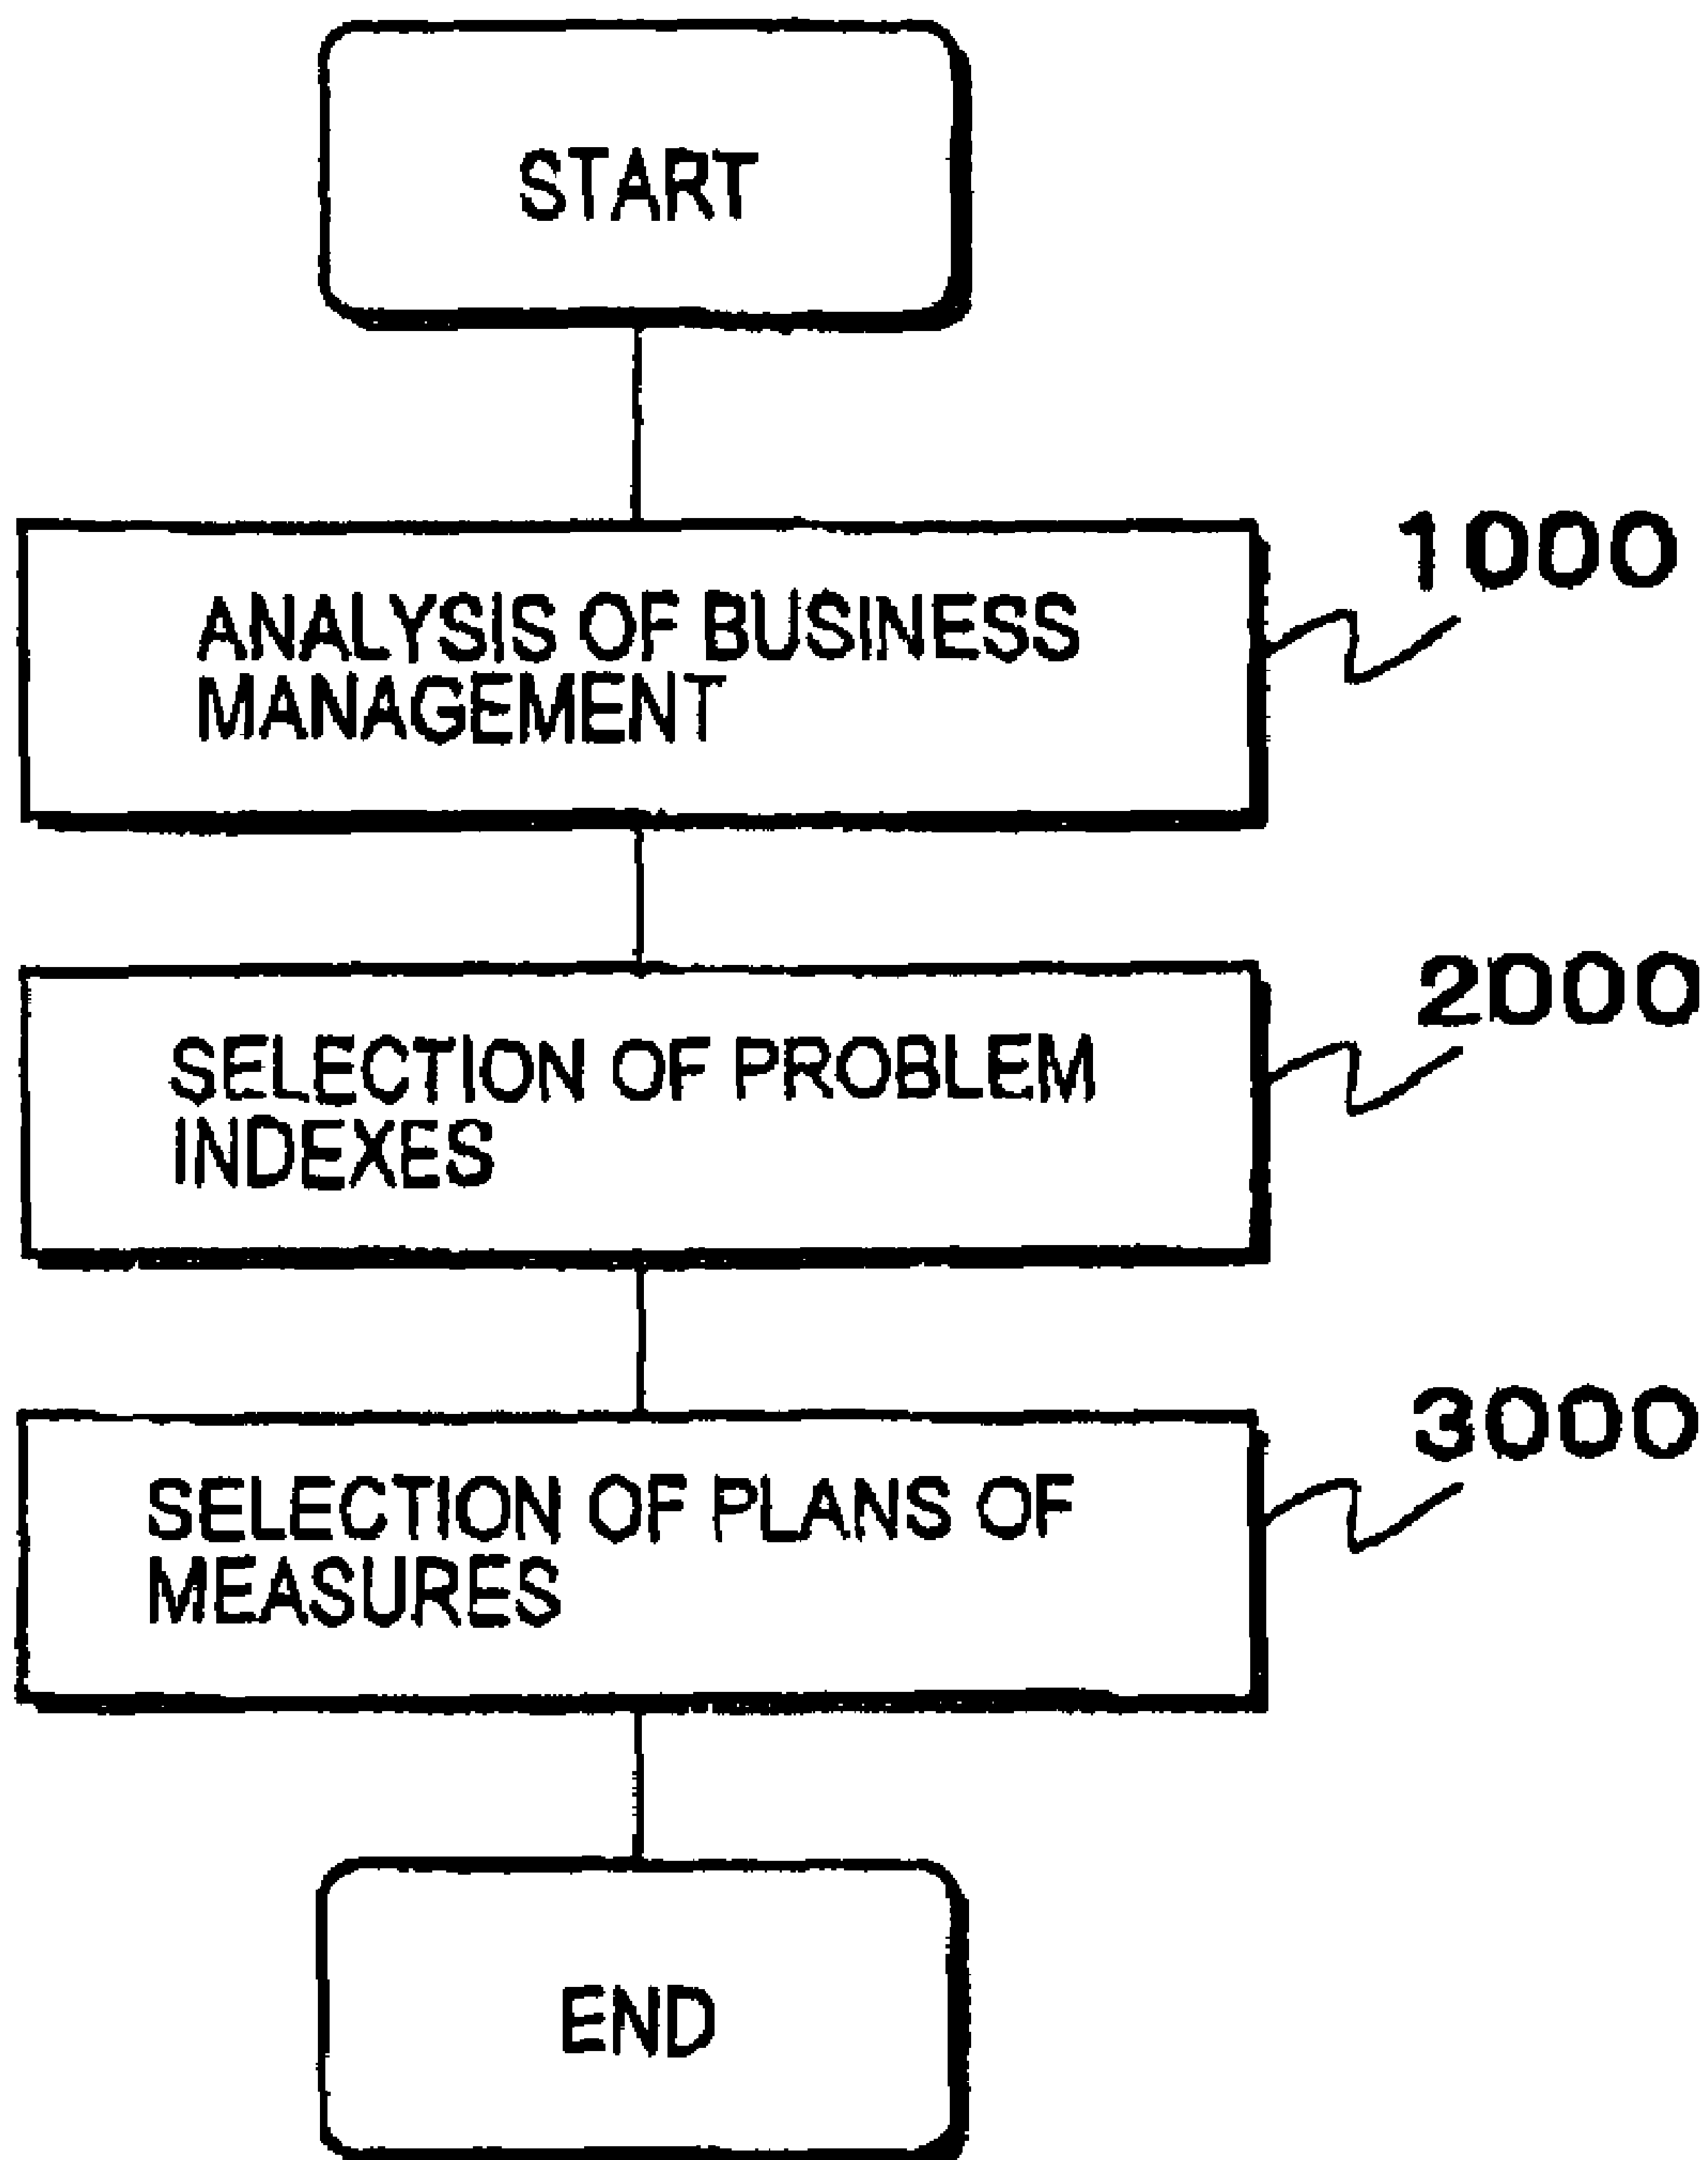 START
1000
ANALYSIS OF BUSINESS
MANAGEMENT
2000
SELECTION OF PROBLEM
INDEXES
3000
SELECTION OF PLANS OF
MEASURES
END